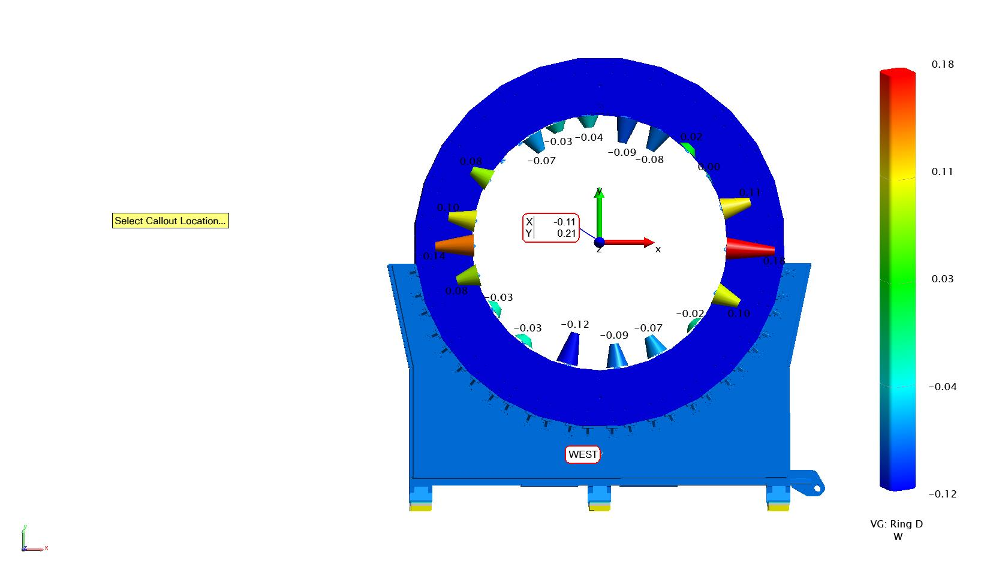 0.18
0.02
-0.03
-0.04
-0.09
-0.08
-0.07
0.08
0.00
0.11
0.11
y
0.10
Select Callout Location...
X -0.11
Y 0.21
z
x
0.14
0.18
0.03
0.08
-0.03
0.10
-0.02
-0.12
-0.03
-0.09
-0.07
-0.04
WEST
-0.12
VG: Ring D
W
y
z
x